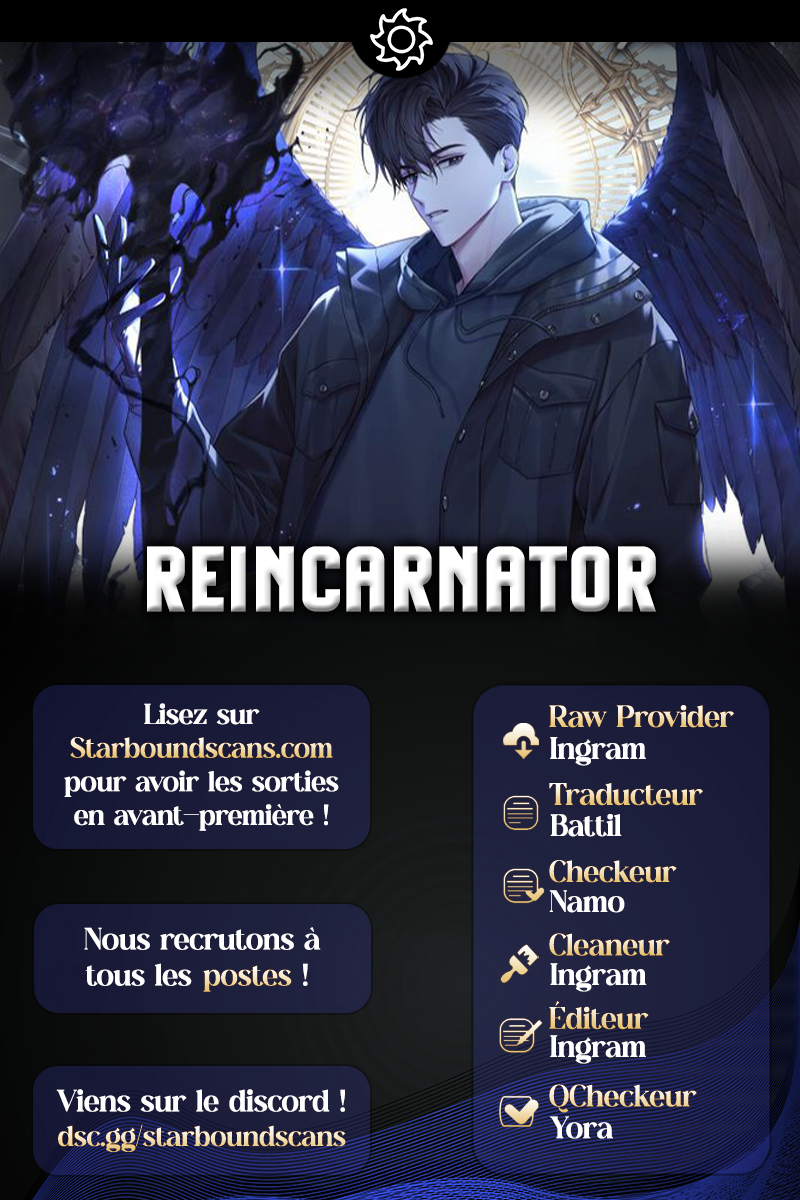 REINCARNATOR
Lisez sur
Starboundscans.com
pour avoir les sorties
en avant-première !
Nous recrutons à
tous les postes !
Viens sur le discord !
dsc.gg/starboundscans
Raw Provider
Ingram
Traducteur
Battil
Checkeur
Namo
Cleaneur
Ingram
Éditeur
Ingram
QCheckeur
Yora